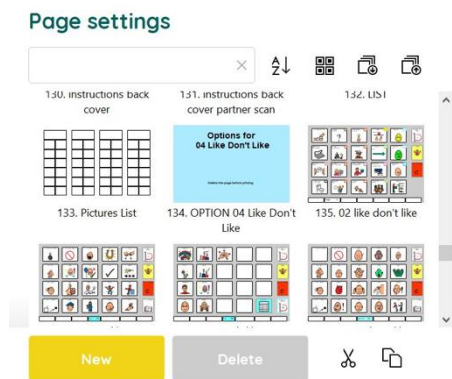 Page settings
130. Instructions back
cover
131. Instructions back
cover partner scan
132. LIST
Options for
04 Like Don't Like
133. Pictures List
134. OPTION 04 Like Don't
Like
135. 02 like don't like
New
Delete